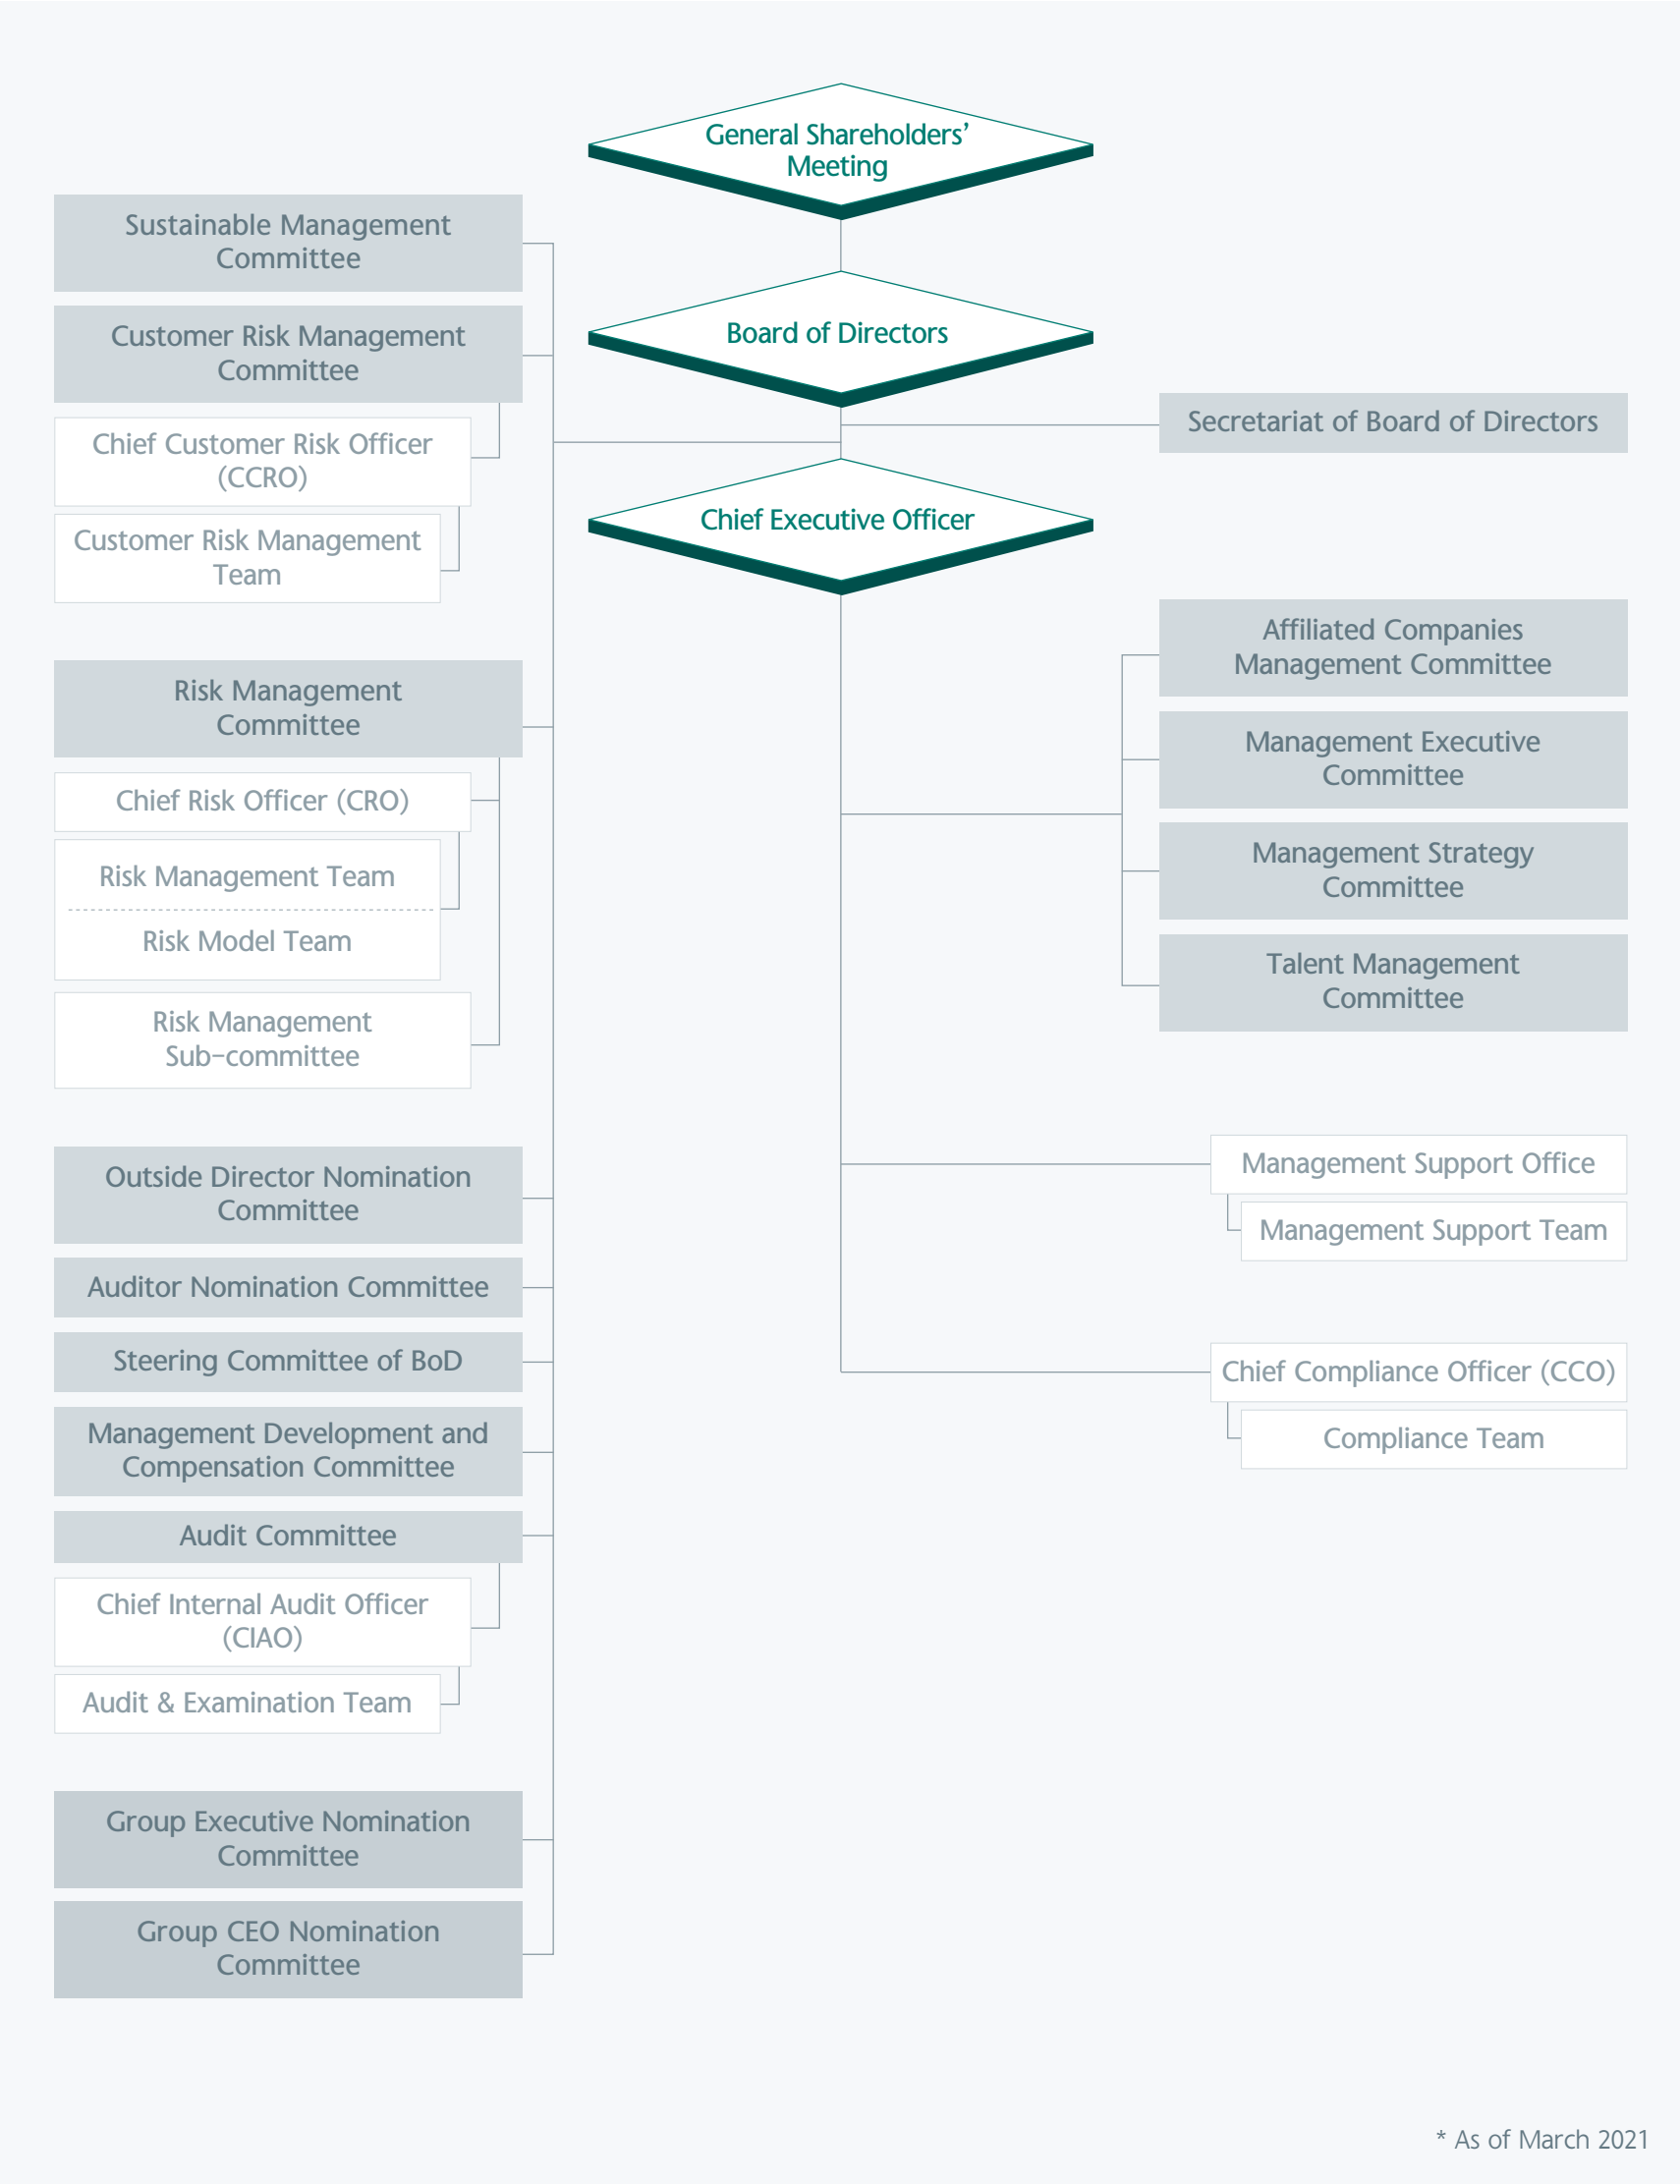 General Shareholders’
Meeting
Board of Directors
Secretariat of Board of Directors
Chief Executive Officer
Sustainable Management
Committee
Customer Risk Management
Committee
Chief Customer Risk Officer
(CCRO)
Customer Risk Management
Team
Risk Management
Committee
Chief Risk Officer (CRO)
Risk Management Team
Risk Model Team
Risk Management
Sub-committee
Outside Director Nomination
Committee
Auditor Nomination Committee
Steering Committee of BoD
Management Development and
Compensation Committee
Audit Committee
Chief Internal Audit Officer
(CIAO)
Audit & Examination Team
Group Executive Nomination
Committee
Group CEO Nomination
Committee
Affiliated Companies
Management Committee
Management Executive
Committee
Management Strategy
Committee
Talent Management
Committee
Management Support Office
Management Support Team
Chief Compliance Officer (CCO)
Compliance Team
* As of March 2021